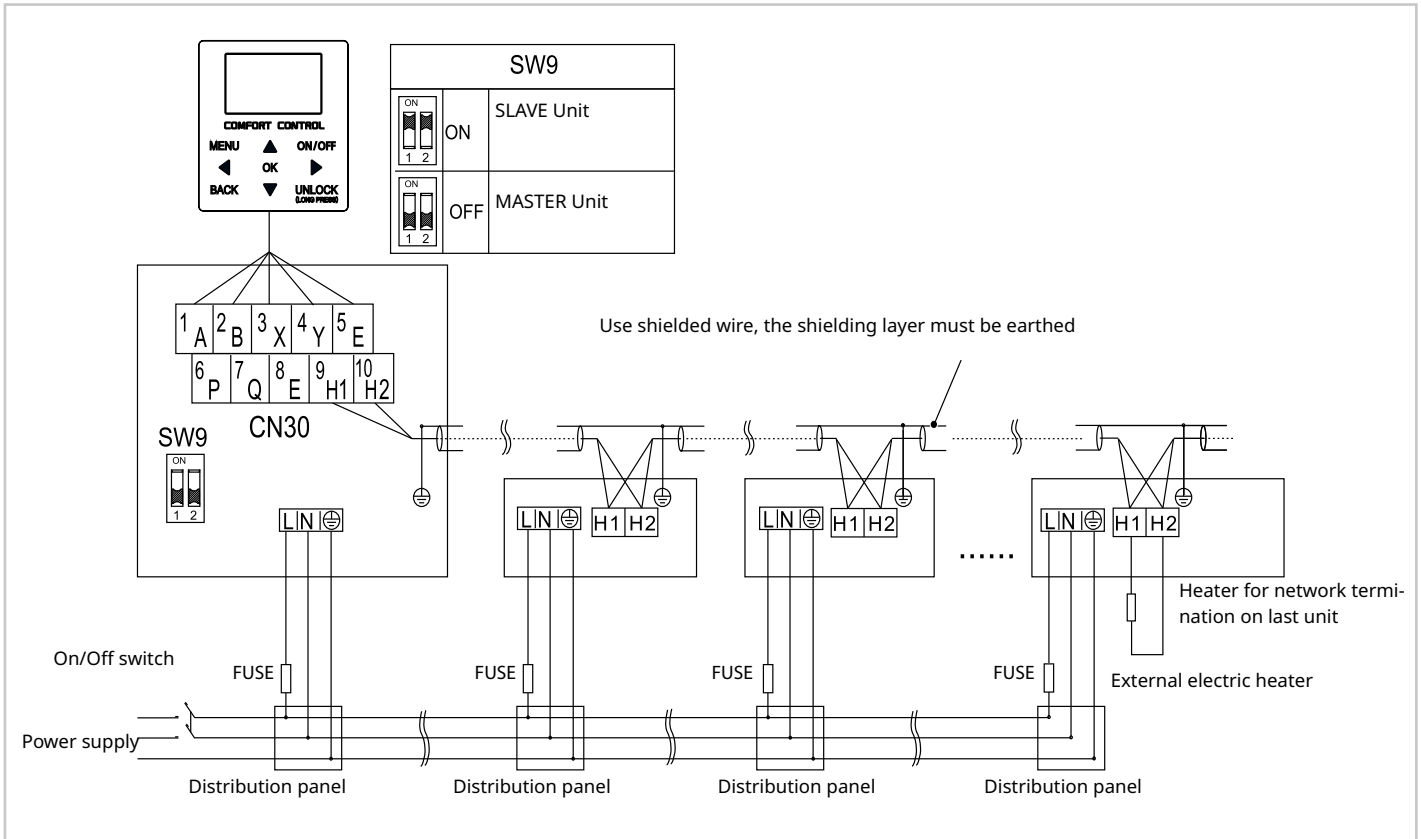 COMFORT CONTROL
MENU ON/OFF
OK
BACK UNLOCK
(LONG PRESS)
SW9
ON
1 2
ON
SLAVE Unit
ON
1 2
OFF
MASTER Unit
1 A 2 B 3 X 4 Y 5 E
6 P 7 Q 8 E 9 H1 10 H2
CN30
SW9
ON
1 2
Use shielded wire, the shielding layer must be earthed
L N
L N
H1 H2
L N
H1 H2
......
L N
H1 H2
Heater for network termi-
nation on last unit
External electric heater
On/Off switch
FUSE
FUSE
FUSE
FUSE
Power supply
Distribution panel
Distribution panel
Distribution panel
Distribution panel